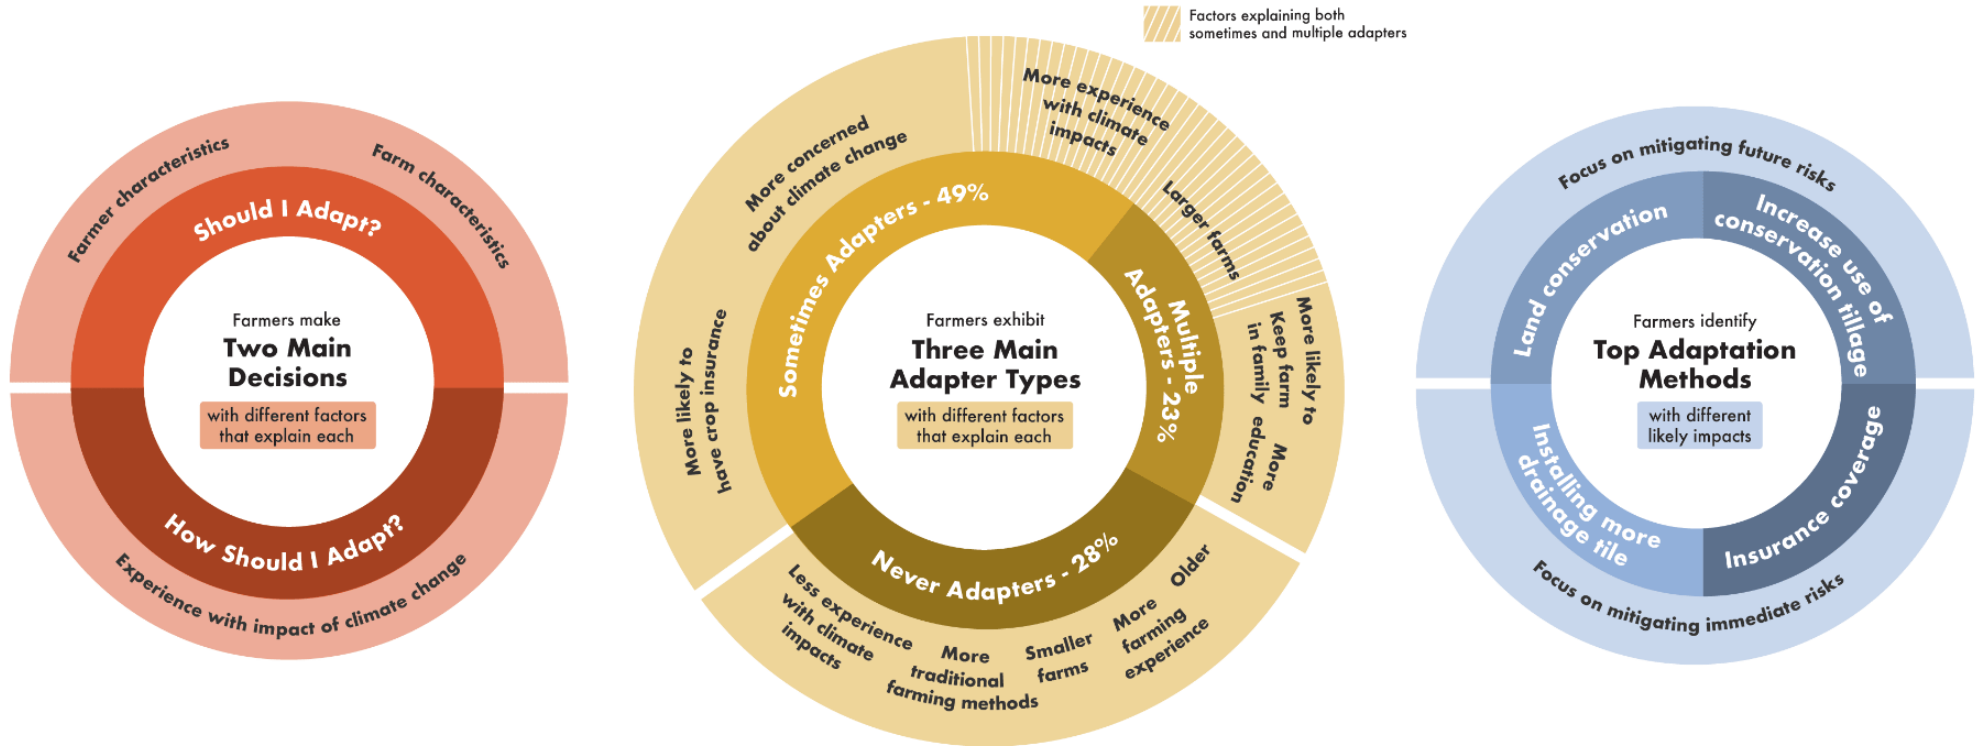 Factors explaining both
sometimes and multiple adapters
Farmer characteristics
Farm characteristics
Should I Adapt?
Farmers make
Two Main
Decisions
with different factors
that explain each
How Should I Adapt?
Experience with impact of climate change
More concerned
about climate change
More experience
with climate
impacts
Larger farms
Sometimes Adapters - 49%
Multiple
Adapters - 23%
More likely to
have crop insurance
Farmers exhibit
Three Main
Adapter Types
with different factors
that explain each
More likely to
Keep farm
in family
More
education
Never Adapters - 28%
Less experience
with climate
impacts
More
traditional
farming methods
Smaller
farms
More
farming
experience
Older
Focus on mitigating future risks
Land conservation
Increase use of
conservation tillage
Farmers identify
Top Adaptation
Methods
with different
likely impacts
Installing more
drainage tile
Insurance coverage
Focus on mitigating immediate risks